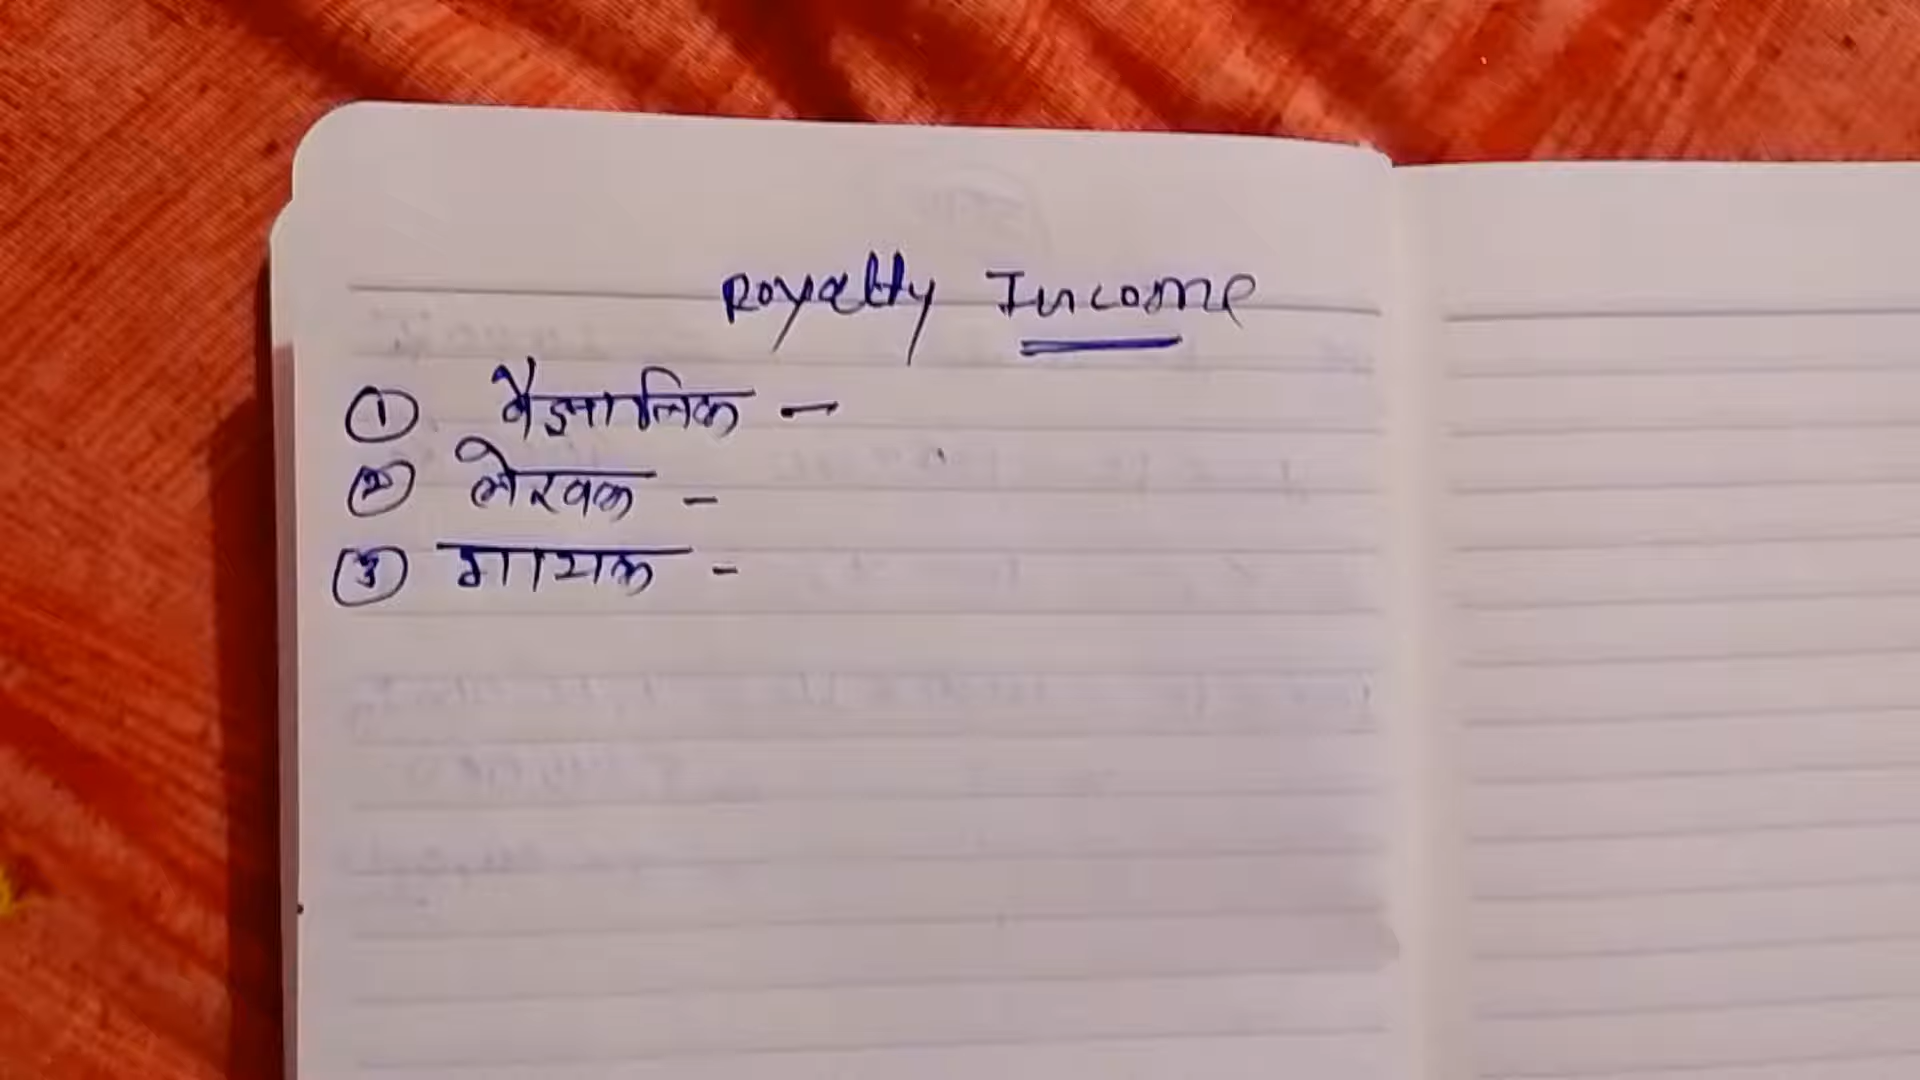 Royalty Income
① वैज्ञानिक -
② लेखक -
③ गायक -